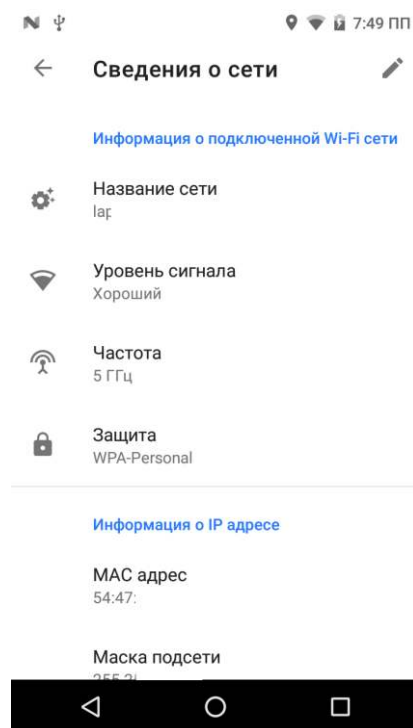 7:49 ПП
Сведения о сети
Информация о подключенной Wi-Fi сети
Название сети
lap
Уровень сигнала
Хороший
Частота
5 ГГц
Защита
WPA-Personal
Информация о IP адресе
MAC адрес
54:47:
Маска подсети